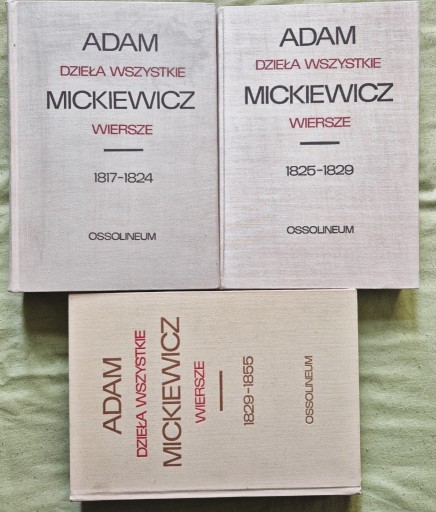 ADAM
DZIEŁA WSZYSTKIE
MICKIEWICZ
WIERSZE
1817-1824
OSSOLINEUM
ADAM
DZIEŁA WSZYSTKIE
MICKIEWICZ
WIERSZE
1825-1829
OSSOLINEUM
ADAM
DZIEŁA WSZYSTKIE
MICKIEWICZ
WIERSZE
1829-1855
OSSOLINEUM